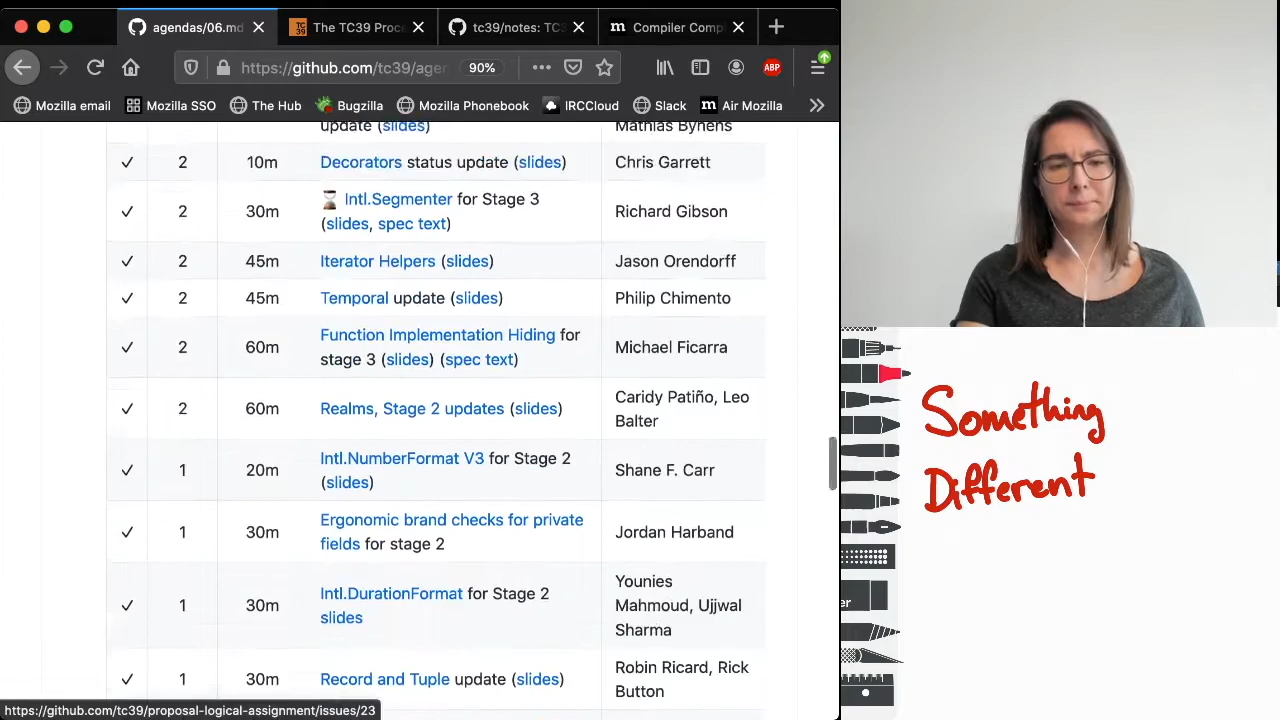 agendas/06.md
The TC39 Proce
tc39/notes: TC3
Compiler Comp
https://github.com/tc39/agen
90%
ABP
Mozilla email
Mozilla SSO
The Hub
Bugzilla
Mozilla Phonebook
IRCCloud
Slack
Air Mozilla
update (slides)
Mathias Bynens
✓ 2 10m Decorators status update (slides) Chris Garrett
✓ 2 30m ⌛ Intl.Segmenter for Stage 3
(slides, spec text)
Richard Gibson
✓ 2 45m Iterator Helpers (slides) Jason Orendorff
✓ 2 45m Temporal update (slides) Philip Chimento
✓ 2 60m Function Implementation Hiding for
stage 3 (slides) (spec text)
Michael Ficarra
✓ 2 60m Realms, Stage 2 updates (slides)
Caridy Patiño, Leo
Balter
✓ 1 20m Intl.NumberFormat V3 for Stage 2
(slides)
Shane F. Carr
✓ 1 30m Ergonomic brand checks for private
fields for stage 2
Jordan Harband
✓ 1 30m Intl.DurationFormat for Stage 2
slides
Younies
Mahmoud, Ujjwal
Sharma
✓ 1 30m Record and Tuple update (slides)
Robin Ricard, Rick
Button
https://github.com/tc39/proposal-logical-assignment/issues/23
Something
Different
er